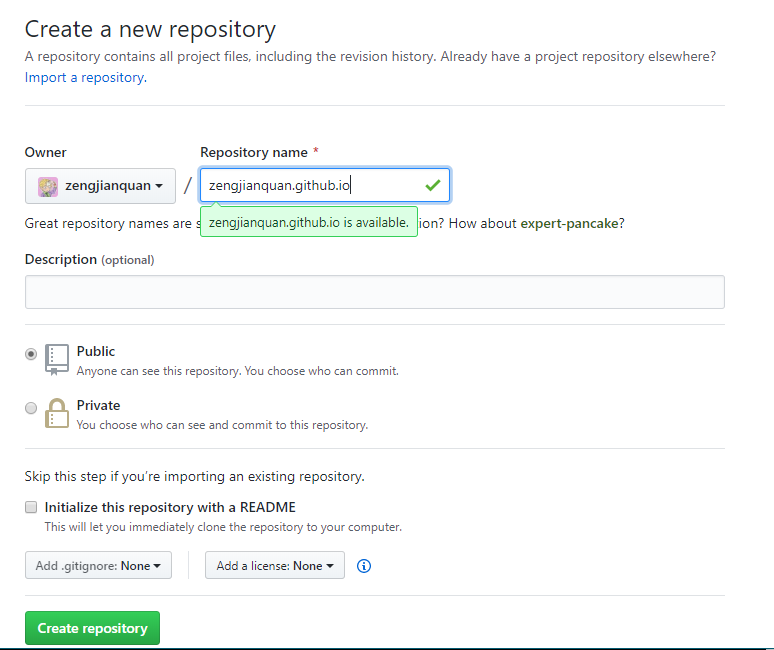 Create a new repository
A repository contains all project files, including the revision history. Already have a project repository elsewhere?
Import a repository.
Owner
Repository name *
zengjianquan
/
zengjianquan.github.io
Great repository names are s
zengjianquan.github.io is available.
ion? How about expert-pancake?
Description (optional)
Public
Anyone can see this repository. You choose who can commit.
Private
You choose who can see and commit to this repository.
Skip this step if you’re importing an existing repository.
Initialize this repository with a README
This will let you immediately clone the repository to your computer.
Add .gitignore: None
Add a license: None
Create repository